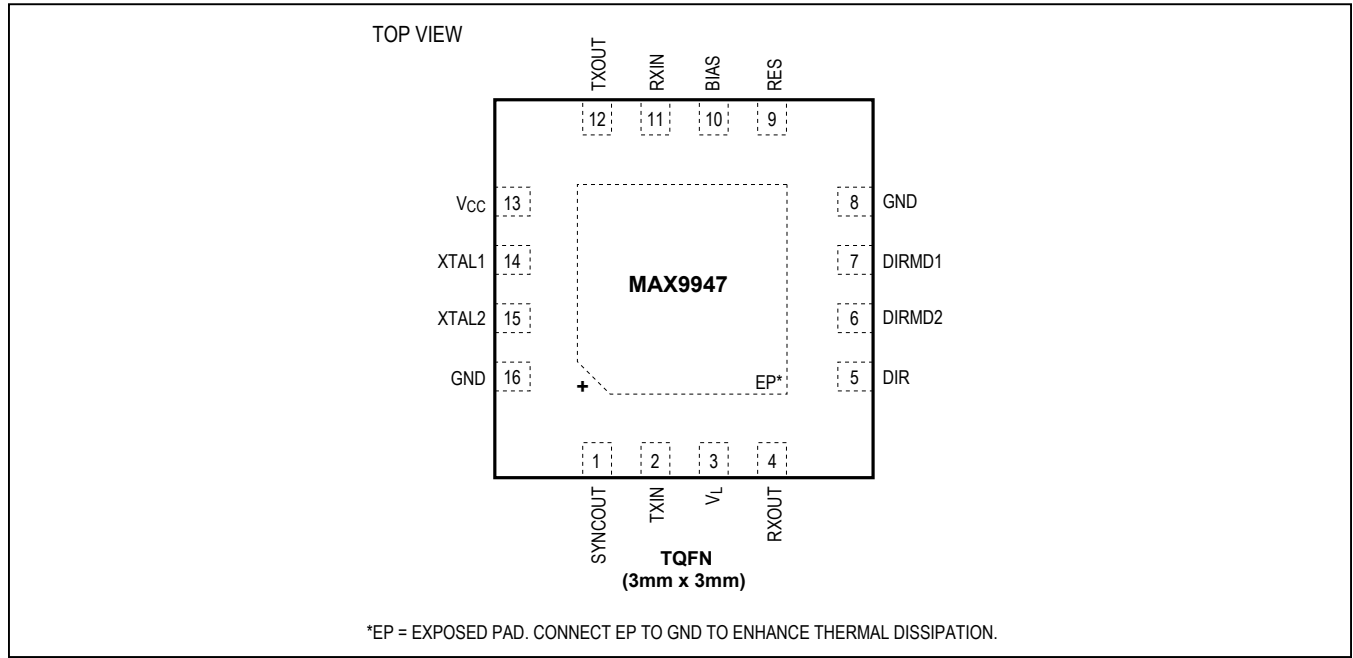 TOP VIEW
TXOUT
RXIN
BIAS
RES
12
11
10
9
VCC 13
8 GND
XTAL1 14
7 DIRMD1
MAX9947
XTAL2 15
6 DIRMD2
GND 16
5 DIR
+
EP*
1
2
3
4
SYNCOUT
TXIN
VL
RXOUT
TQFN
(3mm x 3mm)
*EP = EXPOSED PAD. CONNECT EP TO GND TO ENHANCE THERMAL DISSIPATION.